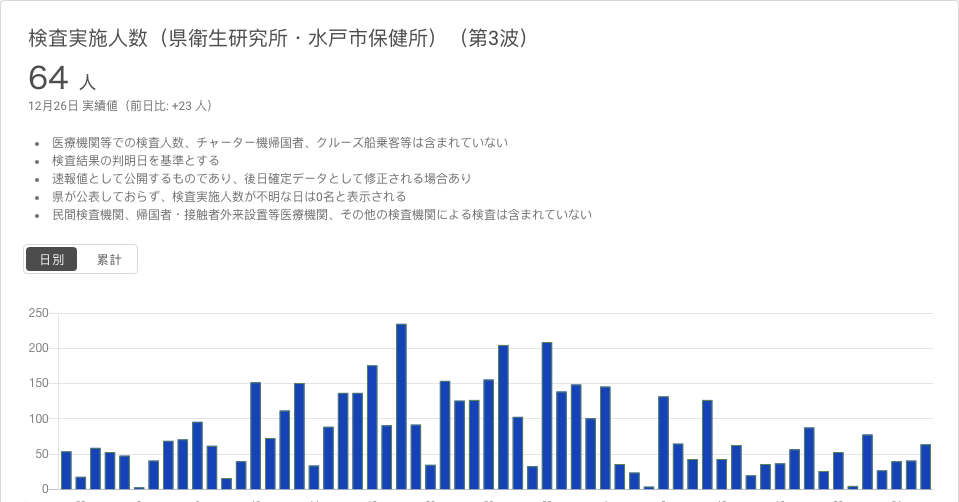 検査実施人数（県衛生研究所・水戸市保健所）（第3波）
64 人
12月26日 実績値（前日比: +23 人）
医療機関等での検査人数、チャーター機帰国者、クルーズ船乗客等は含まれていない
検査結果の判明日を基準とする
速報値として公開するものであり、後日確定データとして修正される場合あり
県が公表しておらず、検査実施人数が不明な日は0名と表示される
民間検査機関、帰国者・接触者外来設置等医療機関、その他の検査機関による検査は含まれていない
日別 累計
250
200
150
100
50
0